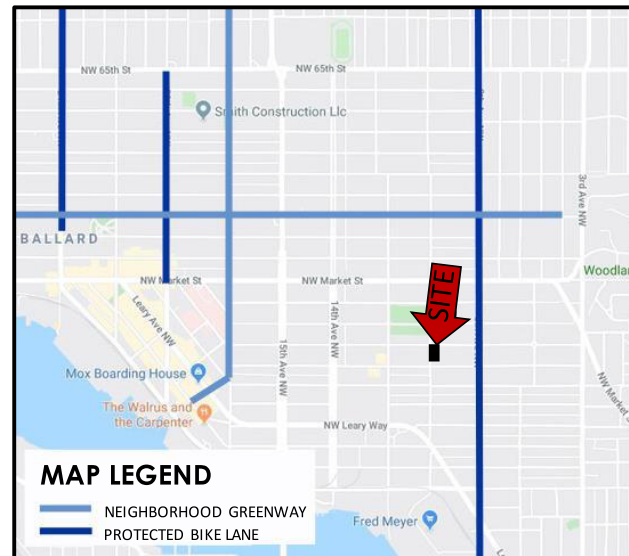 NW 65th St
NW 65th St
Smith Construction Llc
3rd Ave NW
BALLARD
Woodlan
NW Market St
NW Market St
SITE
Leary Ave NW
14th Ave NW
15th Ave NW
Mox Boarding House
The Walrus and
the Carpenter
NW Leary Way
NW Market S
MAP LEGEND
NEIGHBORHOOD GREENWAY
PROTECTED BIKE LANE
Fred Meyer